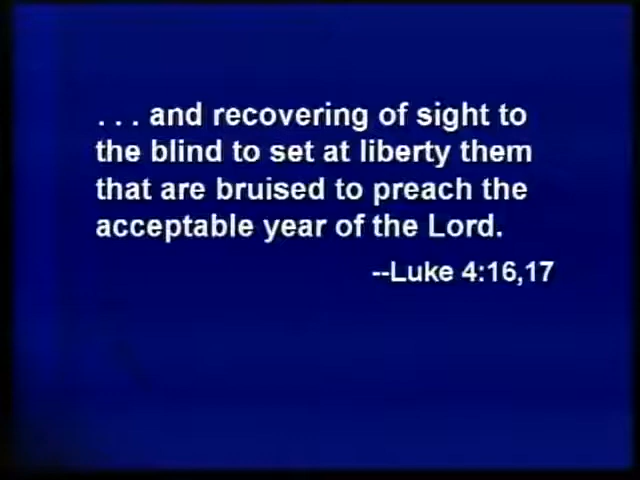 . . . and recovering of sight to
the blind to set at liberty them
that are bruised to preach the
acceptable year of the Lord.
--Luke 4:16,17